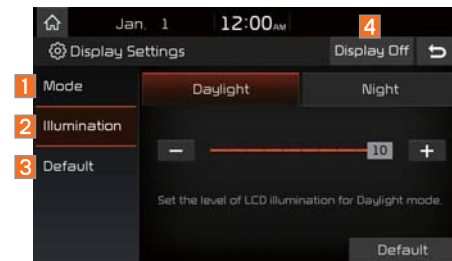 Jan. 1 12:00AM
4
Display Settings Display Off
1 Mode Daylight Night
2 Illumination
10
3 Default
Set the level of LCD illumination for Daylight mode.
Default